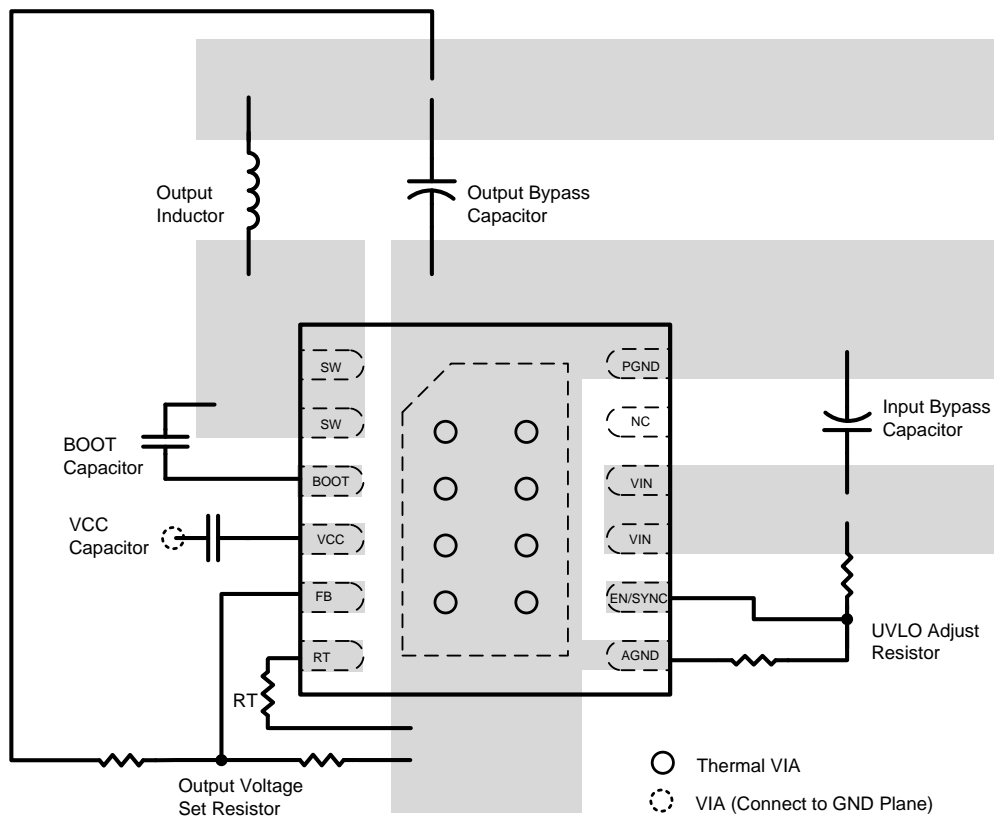 Output
Inductor
Output Bypass
Capacitor
SW
PGND
SW
NC
Input Bypass
Capacitor
BOOT
Capacitor
BOOT
VIN
VCC
Capacitor
VCC
VIN
FB
EN/SYNC
UVLO Adjust
Resistor
RT
AGND
RT
Output Voltage
Set Resistor
Thermal VIA
VIA (Connect to GND Plane)